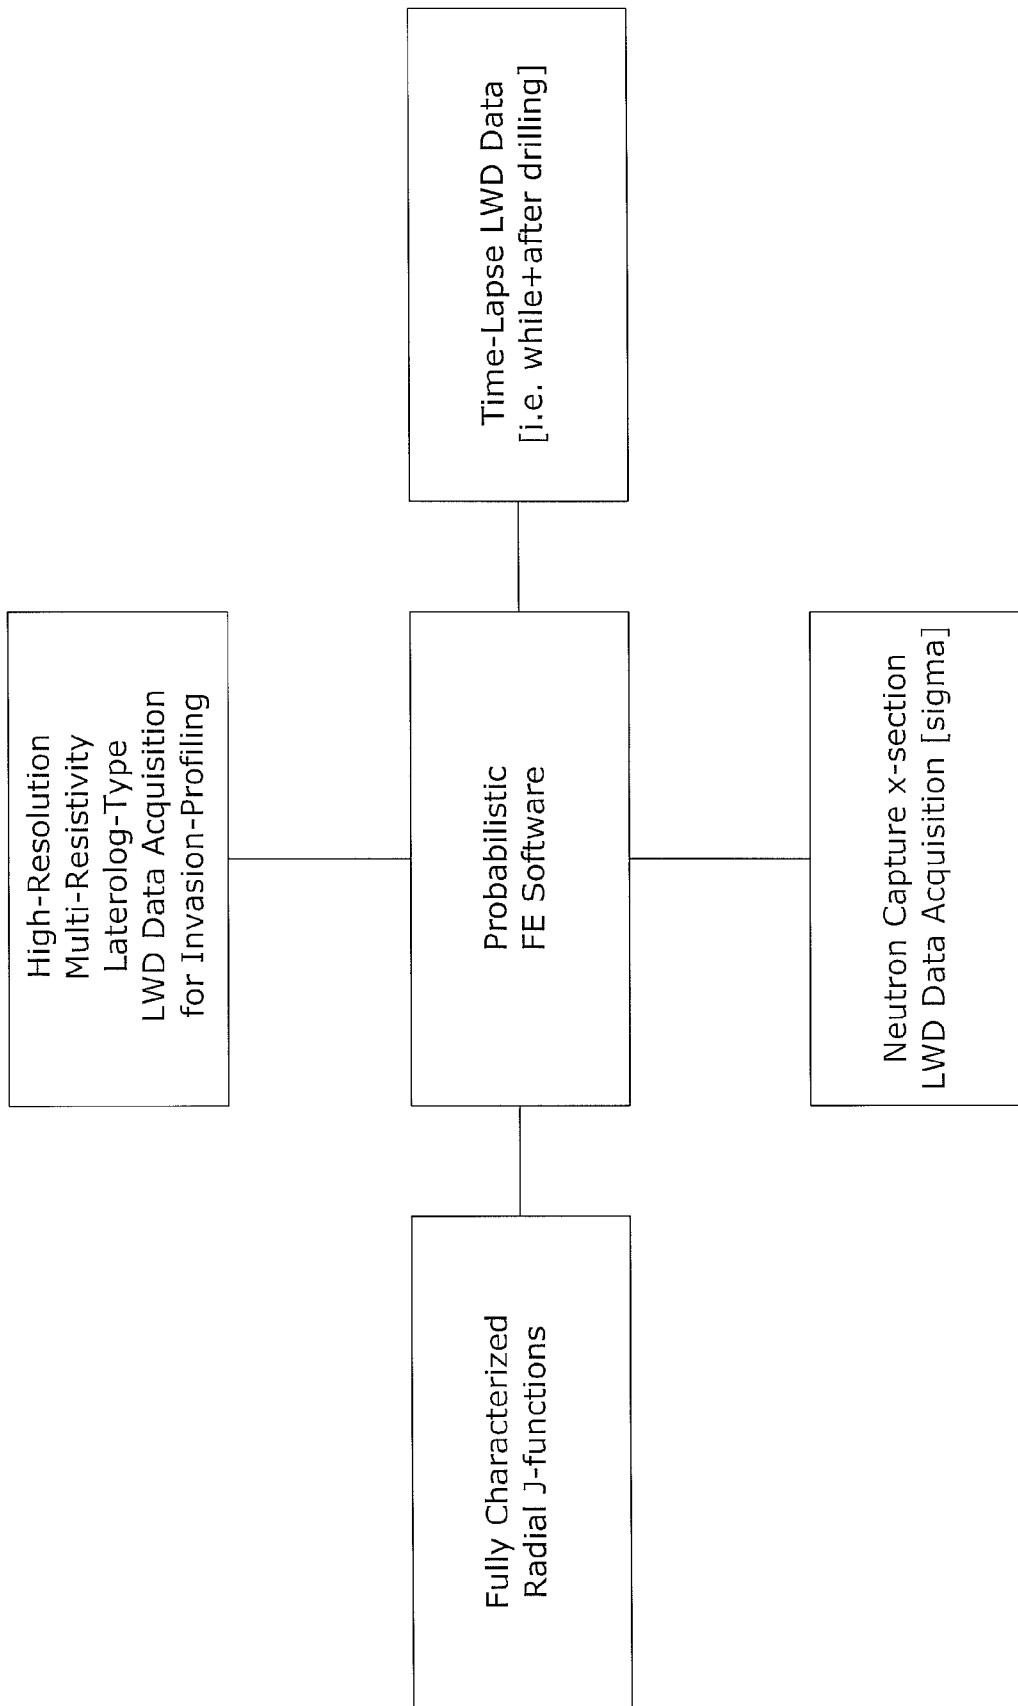 High-Resolution
Multi-Resistivity
Laterolog-Type
LWD Data Acquisition
for Invasion-Profiling
Fully Characterized
Radial J-functions
Probabilistic
FE Software
Time-Lapse LWD Data
[i.e. while+after drilling]
Neutron Capture x-section
LWD Data Acquisition [sigma]